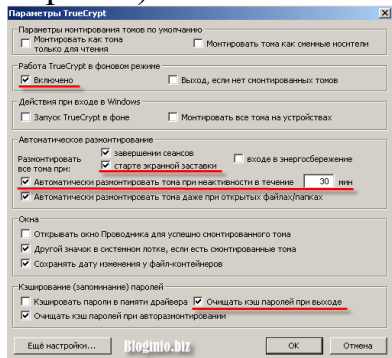 Параметры TrueCrypt
Параметры монтирования томов по умолчанию
Монтировать как тома только для чтения
Монтировать тома как сменные носители
Работа TrueCrypt в фоновом режиме
Включено
Выход, если нет смонтированных томов
Действия при входе в Windows
Запуск TrueCrypt в фоне
Монтировать все тома на устройствах
Автоматическое размонтирование
Размонтировать все тома при:
завершении сеансов
старте экранной заставки
входе в энергосбережение
Автоматически размонтировать тома при неактивности в течение 30 мин
Автоматически размонтировать тома даже при открытых файлах/папках
Окна
Открывать окно Проводника для успешно смонтированного тома
Другой значок в системном лотке, если есть смонтированные тома
Сохранять дату изменения у файл-контейнеров
Кэширование (запоминание) паролей
Кэшировать пароли в памяти драйвера
Очищать кэш паролей при выходе
Очищать кэш паролей при авторазмонтировании
Ещё настройки...
Bloginfo.biz
ОК
Отмена